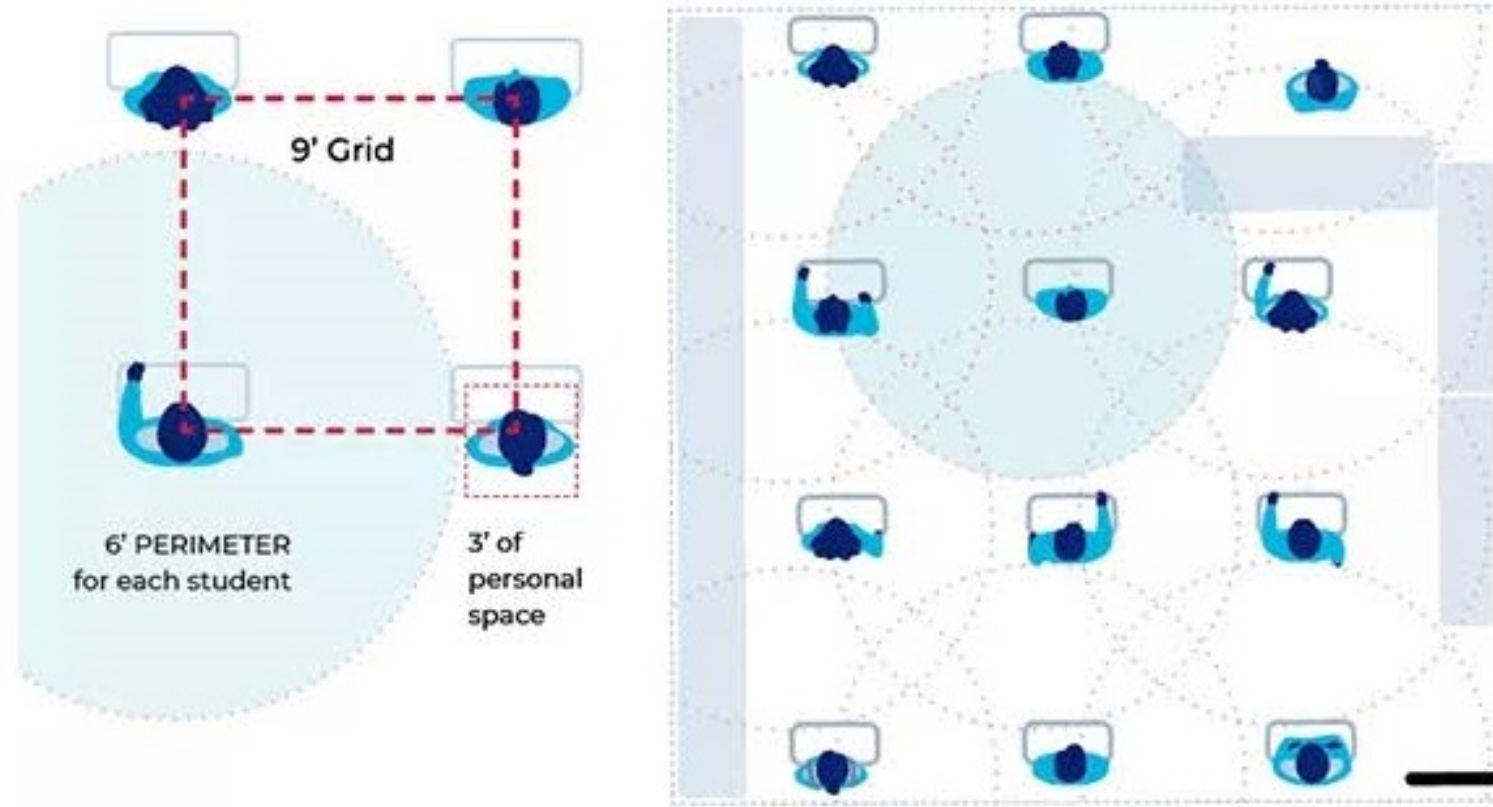 9' Grid
6' PERIMETER
for each student
3' of
personal
space